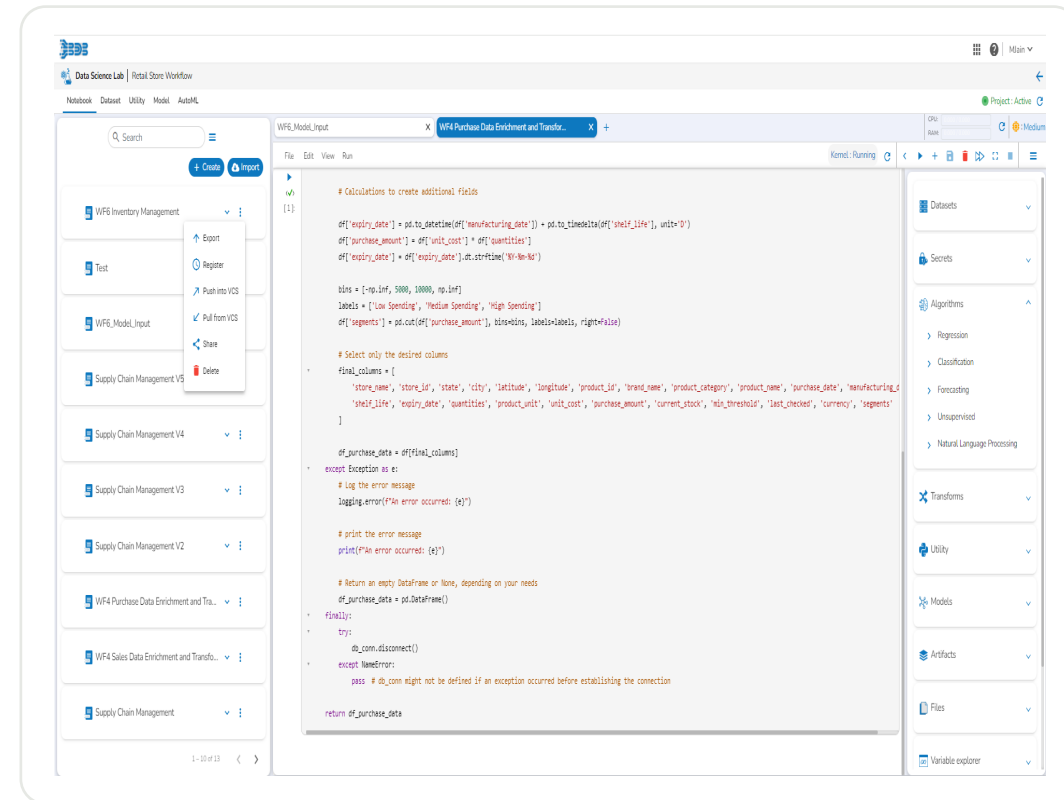 BDB
Mlain
Data Science Lab | Retail Store Workflow
Notebook Dataset Utility Model AutoML
Project : Active
Search
+ Create Import
WF6 Inventory Management
Export
Register
Push into VCS
Pull from VCS
Share
Delete
Test
WF6_Model_Input
Supply Chain Management V5
Supply Chain Management V4
Supply Chain Management V3
Supply Chain Management V2
WF4 Purchase Data Enrichment and Tra...
WF4 Sales Data Enrichment and Transfo...
Supply Chain Management
1 - 10 of 13
WF6_Model_Input X WF4 Purchase Data Enrichment and Transfor... X +
CPU:
RAM:
: Medium
File Edit View Run
Kernel : Running
[1]:
# Calculations to create additional fields
df['expiry_date'] = pd.to_datetime(df['manufacturing_date']) + pd.to_timedelta(df['shelf_life'], unit='D')
df['purchase_amount'] = df['unit_cost'] * df['quantities']
df['expiry_date'] = df['expiry_date'].dt.strftime('%Y-%m-%d')
bins = [-np.inf, 5000, 10000, np.inf]
labels = ['Low Spending', 'Medium Spending', 'High Spending']
df['segments'] = pd.cut(df['purchase_amount'], bins=bins, labels=labels, right=False)
# Select only the desired columns
final_columns = [
'store_name', 'store_id', 'state', 'city', 'latitude', 'longitude', 'product_id', 'brand_name', 'product_category', 'product_name', 'purchase_date', 'manufacturing_d
'shelf_life', 'expiry_date', 'quantities', 'product_unit', 'unit_cost', 'purchase_amount', 'current_stock', 'min_threshold', 'last_checked', 'currency', 'segments'
]
df_purchase_data = df[final_columns]
except Exception as e:
# Log the error message
logging.error(f"An error occurred: {e}")
# print the error message
print(f"An error occurred: {e}")
# Return an empty DataFrame or None, depending on your needs
df_purchase_data = pd.DataFrame()
finally:
try:
db_conn.disconnect()
except NameError:
pass # db_conn might not be defined if an exception occurred before establishing the connection
return df_purchase_data
Datasets
Secrets
Algorithms
Regression
Classification
Forecasting
Unsupervised
Natural Language Processing
Transforms
Utility
Models
Artifacts
Files
Variable explorer